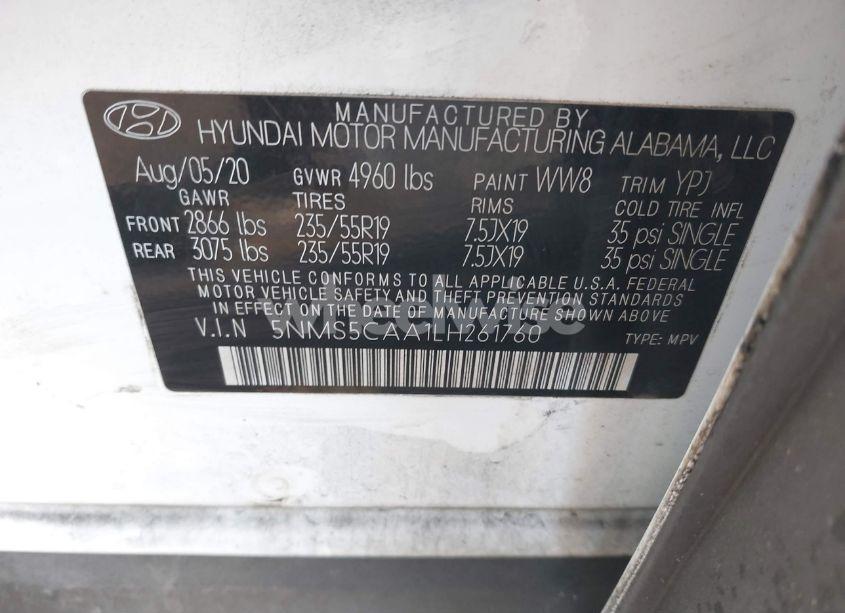 MANUFACTURED BY
HYUNDAI MOTOR MANUFACTURING ALABAMA, LLC
Aug/05/20 GVWR 4960 lbs PAINT WW8 TRIM YPJ
GAWR TIRES RIMS COLD TIRE INFL
FRONT 2866 lbs 235/55R19 7.5JX19 35 psi SINGLE
REAR 3075 lbs 235/55R19 7.5JX19 35 psi SINGLE
THIS VEHICLE CONFORMS TO ALL APPLICABLE U.S.A. FEDERAL
MOTOR VEHICLE SAFETY AND THEFT PREVENTION STANDARDS
IN EFFECT ON THE DATE OF MANUFACTURE SHOWN ABOVE
V.I.N 5NMS5CAA1LH261760 TYPE: MPV